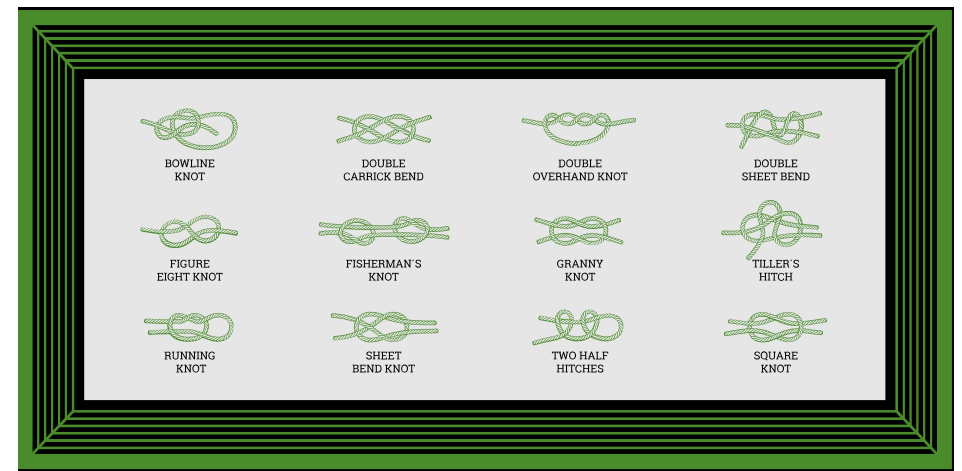 BOWLINE
KNOT
DOUBLE
CARRICK BEND
DOUBLE
OVERHAND KNOT
DOUBLE
SHEET BEND
FIGURE
EIGHT KNOT
FISHERMAN´S
KNOT
GRANNY
KNOT
TILLER´S
HITCH
RUNNING
KNOT
SHEET
BEND KNOT
TWO HALF
HITCHES
SQUARE
KNOT